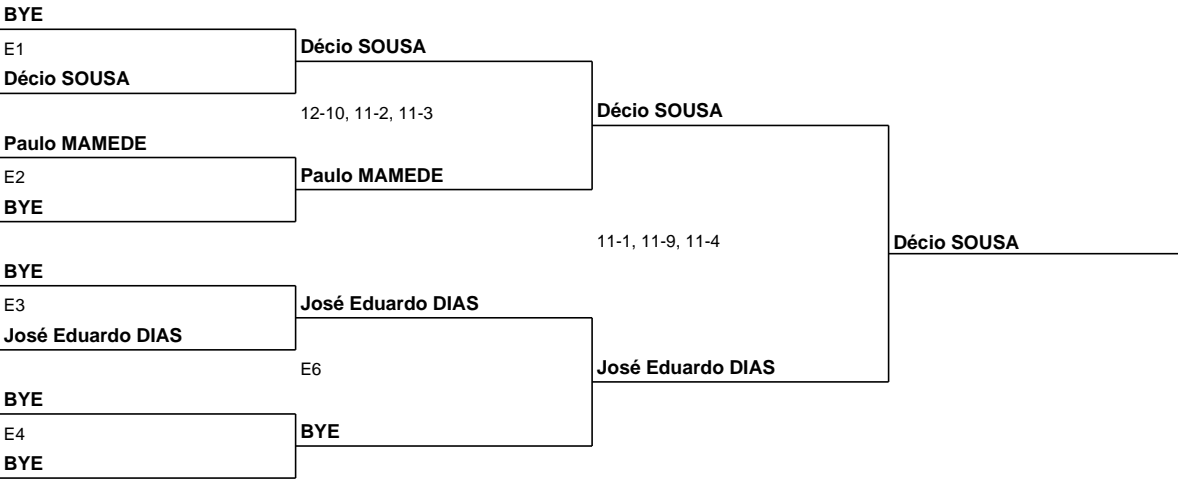 BYE
E1
Décio SOUSA
Décio SOUSA
12-10, 11-2, 11-3
Décio SOUSA
Paulo MAMEDE
E2
Paulo MAMEDE
BYE
11-1, 11-9, 11-4
Décio SOUSA
BYE
E3
José Eduardo DIAS
José Eduardo DIAS
E6
José Eduardo DIAS
BYE
E4
BYE
BYE